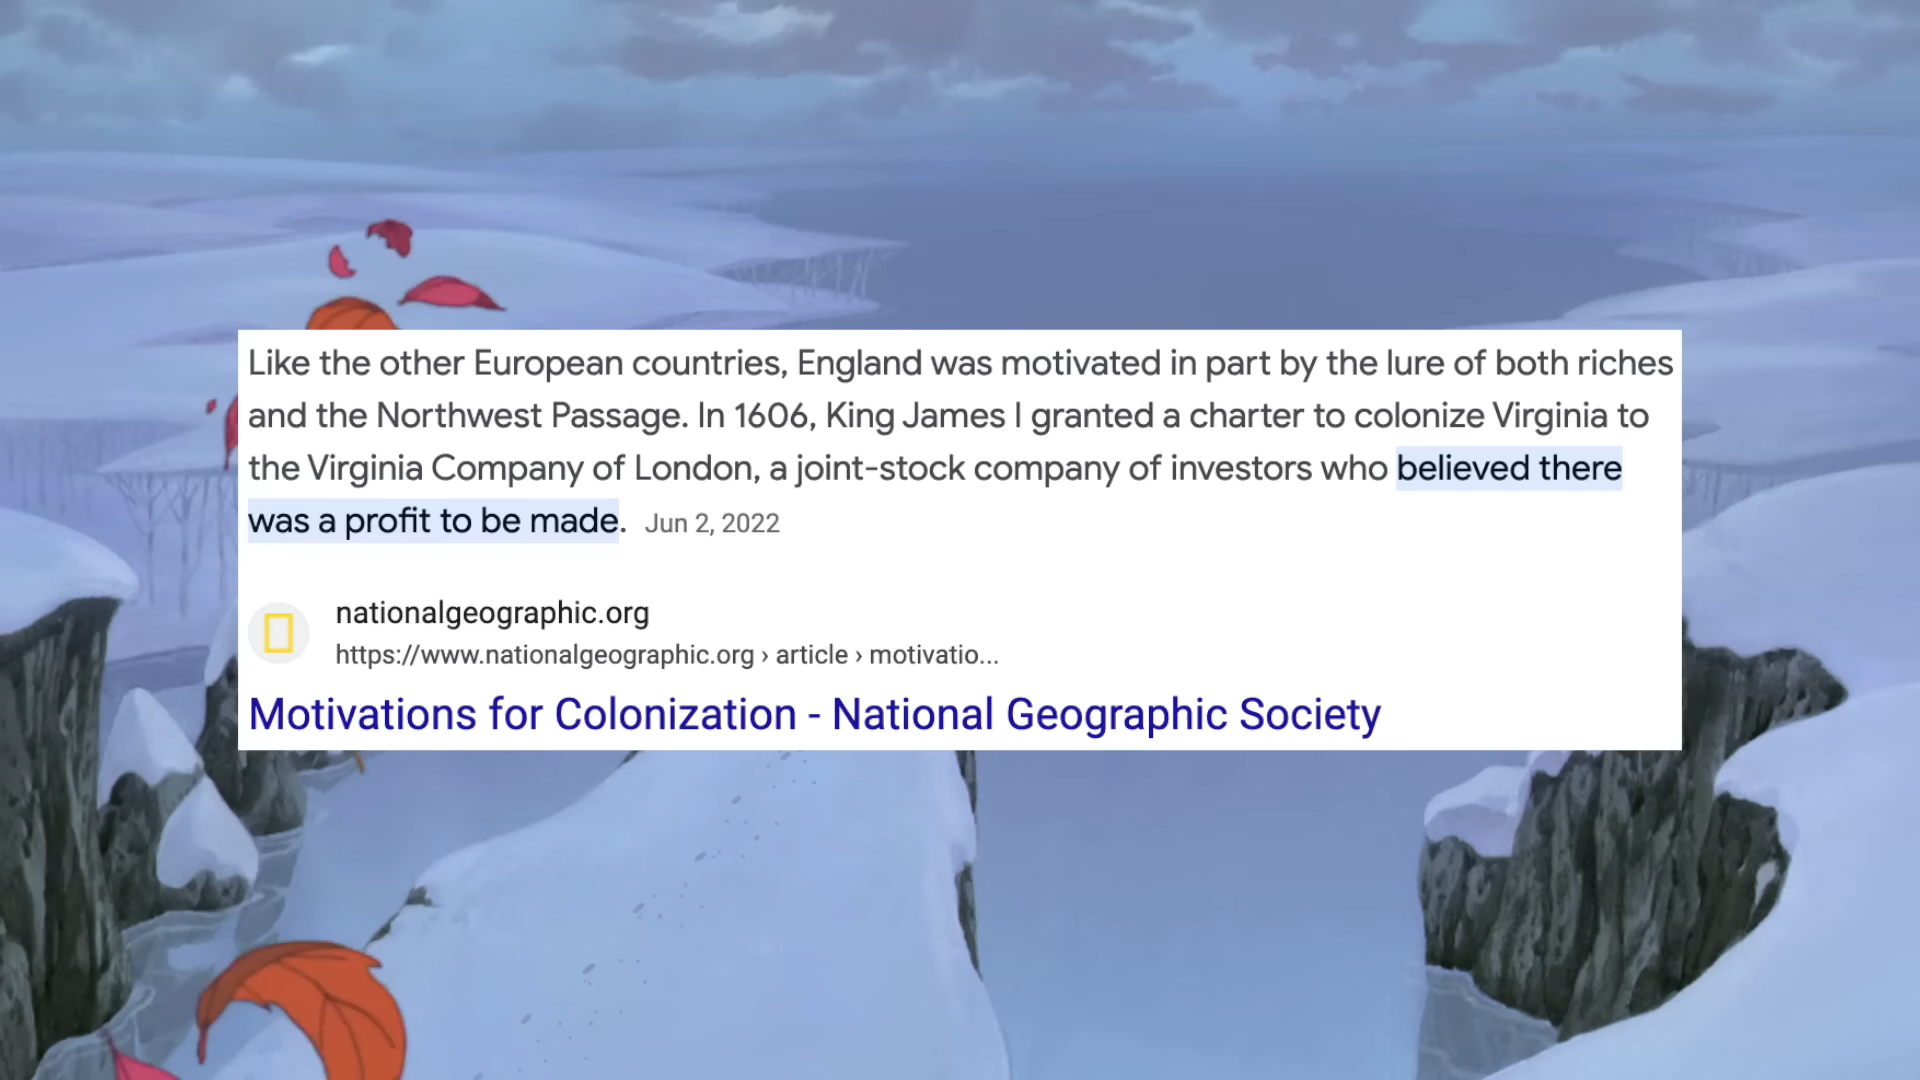 Like the other European countries, England was motivated in part by the lure of both riches
and the Northwest Passage. In 1606, King James I granted a charter to colonize Virginia to
the Virginia Company of London, a joint-stock company of investors who believed there
was a profit to be made. Jun 2, 2022
nationalgeographic.org
https://www.nationalgeographic.org › article › motivatio...
Motivations for Colonization - National Geographic Society